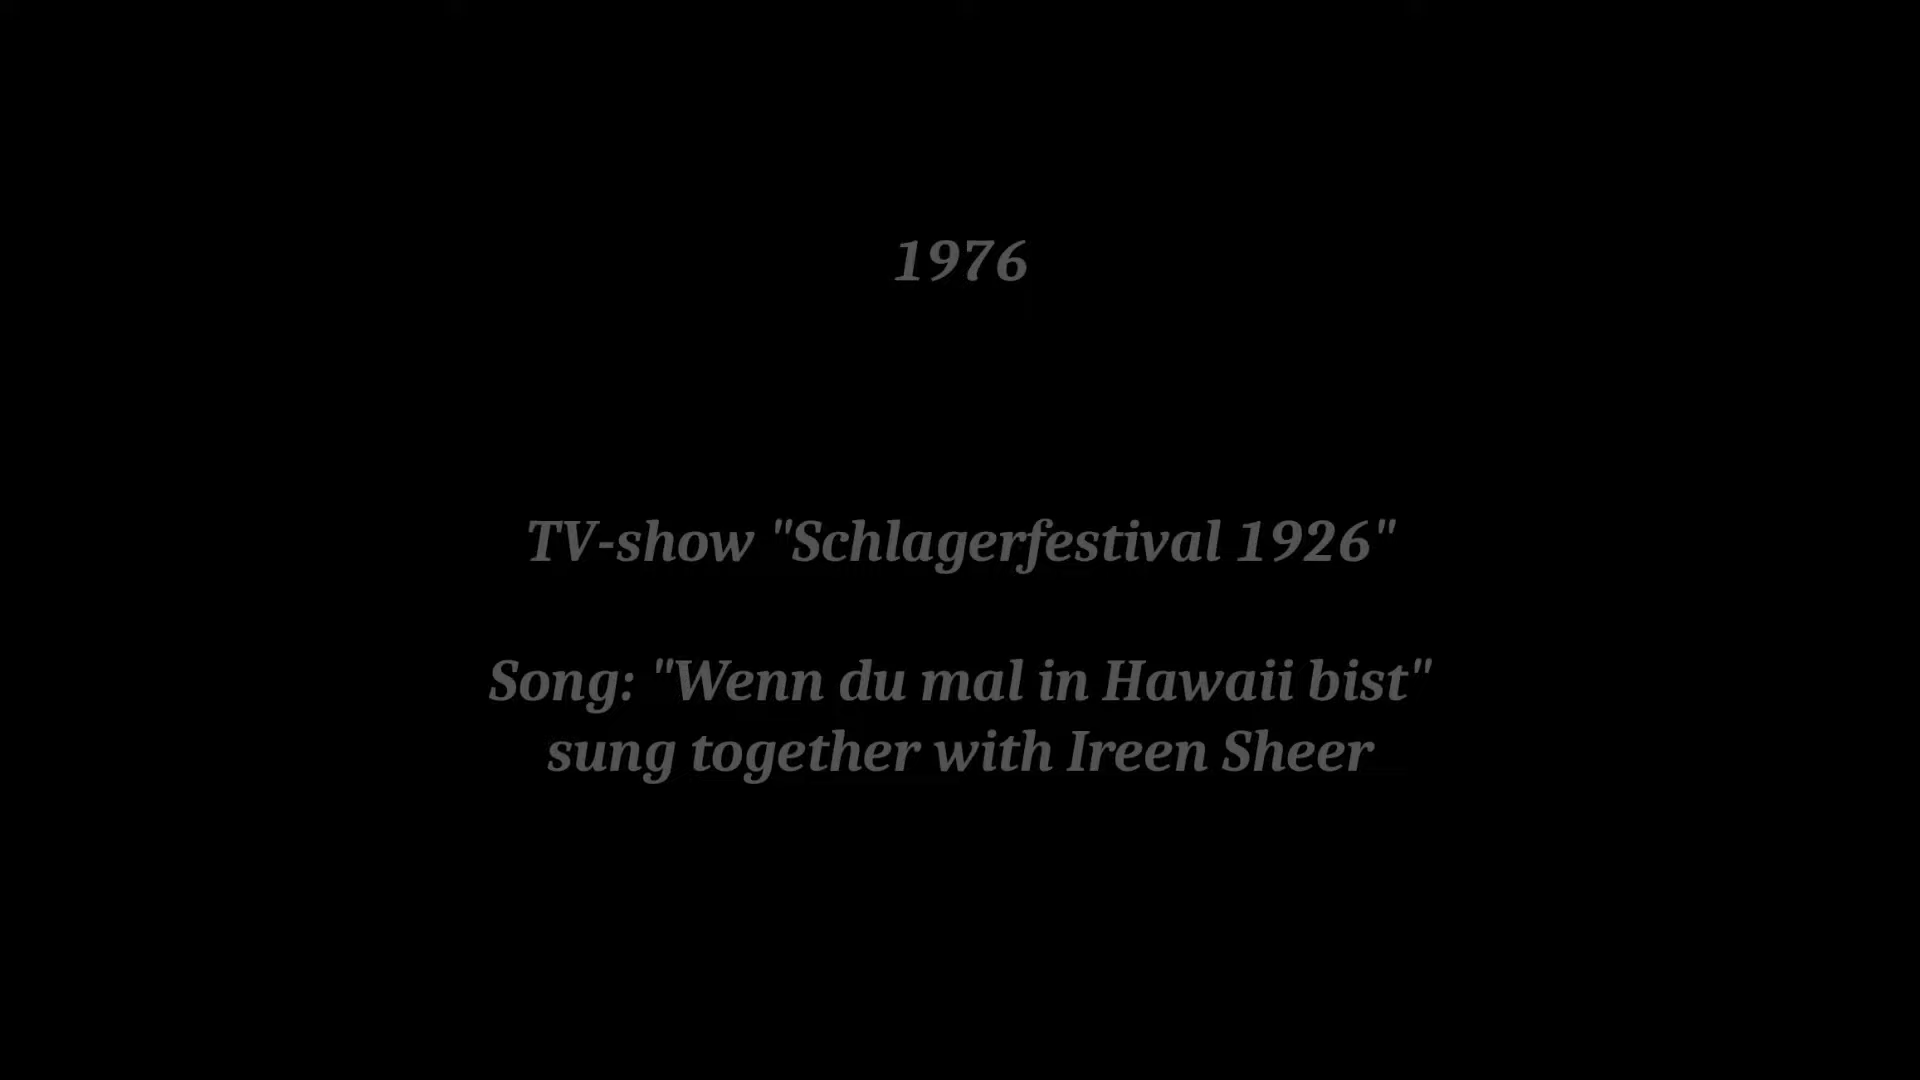 1976
TV-show "Schlagerfestival 1926"
Song: "Wenn du mal in Hawaii bist"
sung together with Ireen Sheer